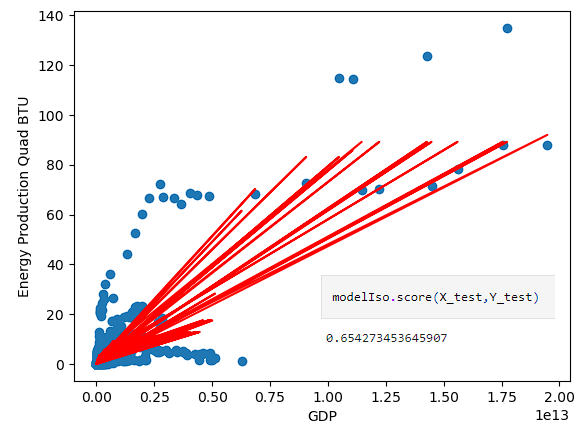 140
120
100
80
60
40
20
0
Energy Production Quad BTU
modelIso.score(X_test,Y_test)
0.654273453645907
0.00 0.25 0.50 0.75 1.00 1.25 1.50 1.75 2.00
GDP
1e13